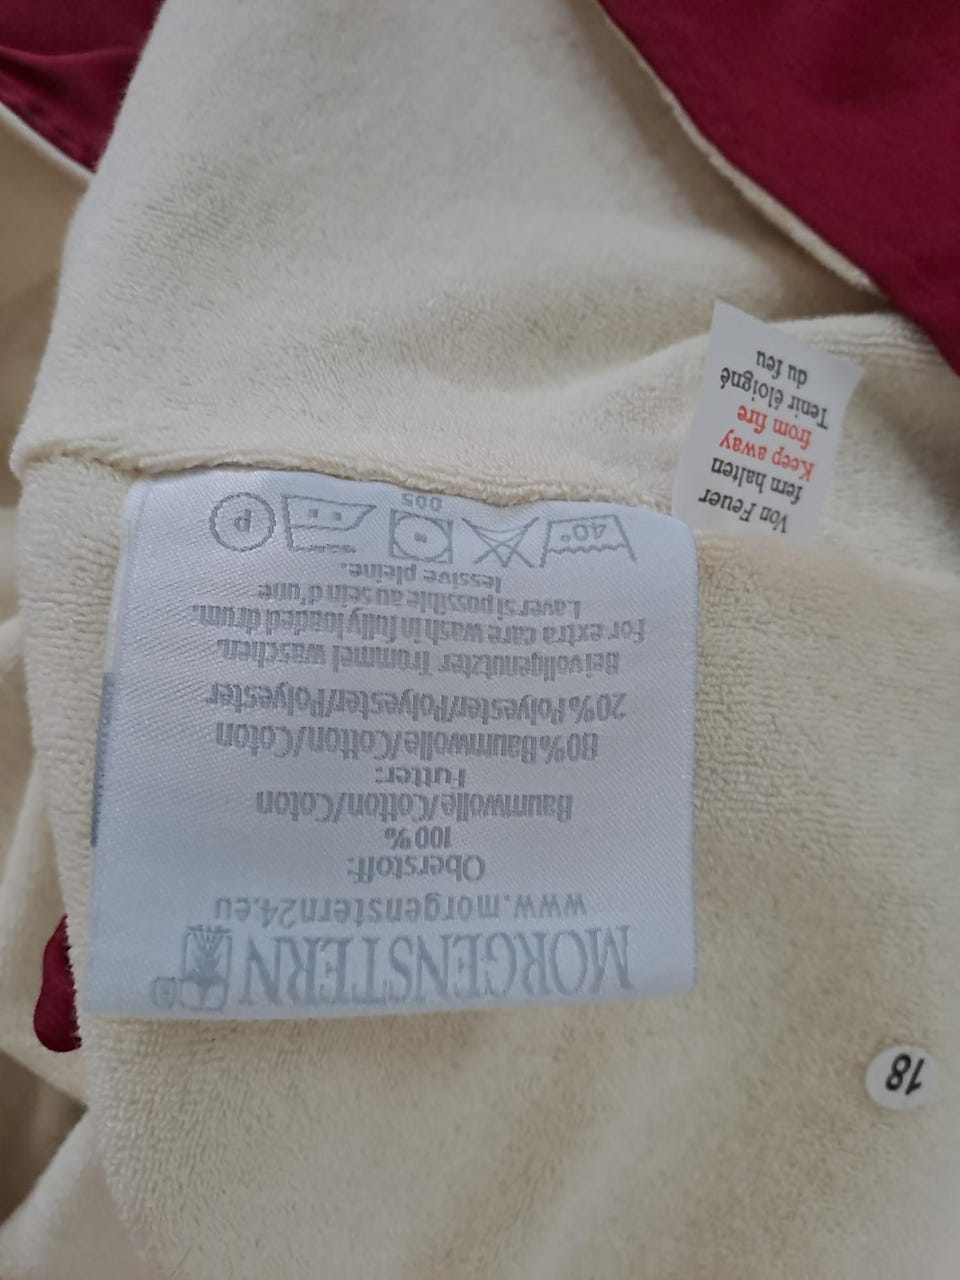 MORGENSTERN
www.morgenstern24.eu
Oberstoff:
100%
Baumwolle/Cotton/Coton
Futter:
80%Baumwolle/Cotton/Coton
20%Polyester/Polyester/Polyester
Bei vollgenutzter Trommel waschen.
For extra care wash in fully loaded drum.
Laver si possible au sein d'une
lessive pleine.
40°
P
005
Von Feuer
fern halten
Keep away
from fire
Tenir éloigné
du feu
18